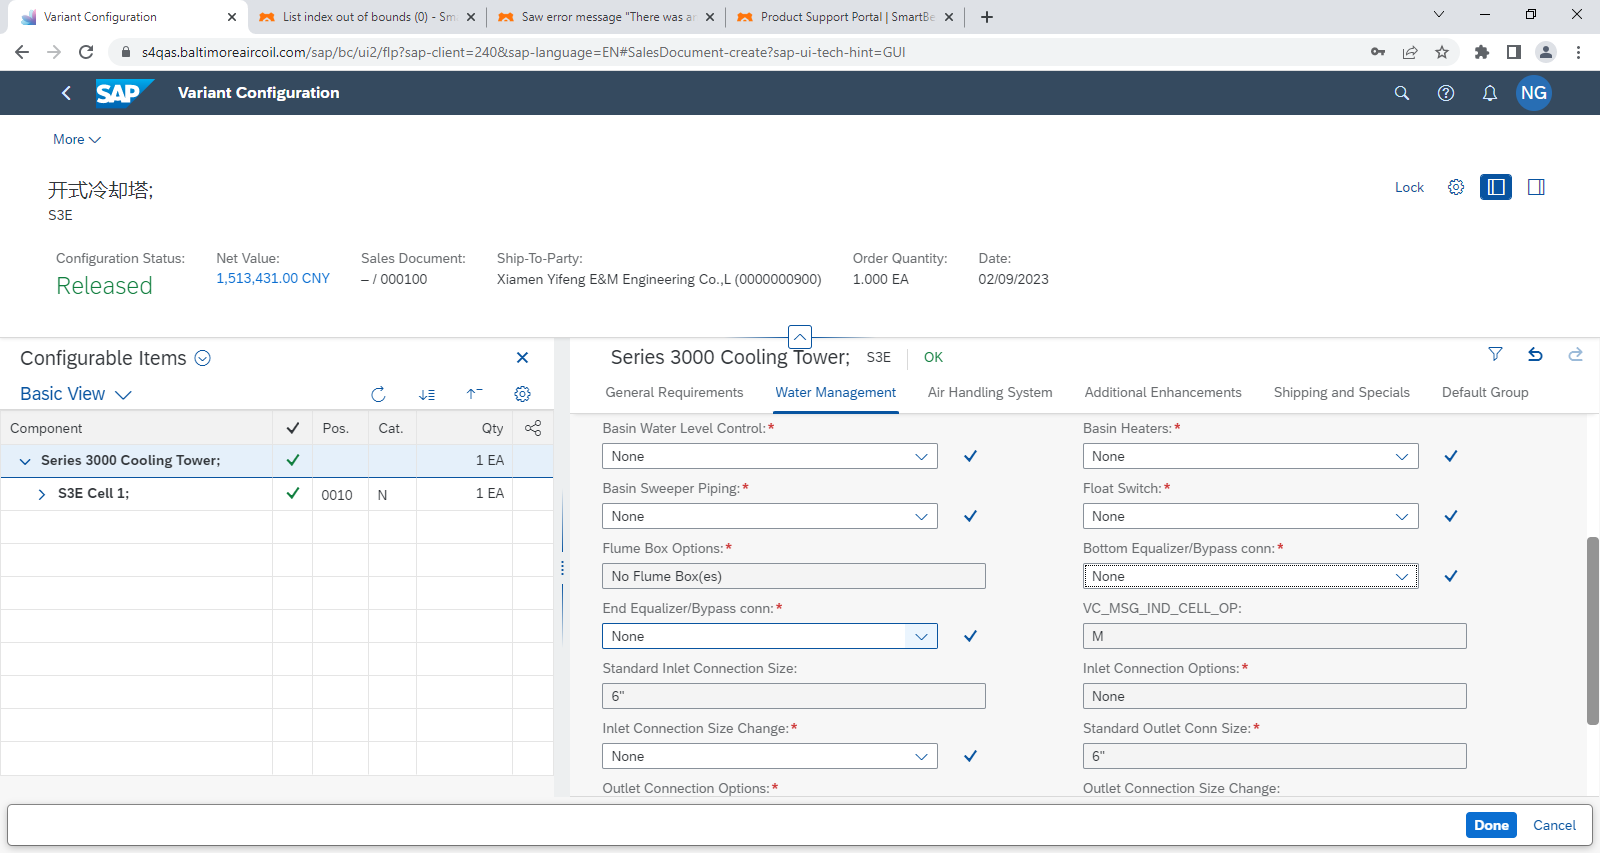 Variant Configuration
List index out of bounds (0) - Sm
Saw error message "There was ar
Product Support Portal | SmartBe
s4qas.baltimoreaircoil.com/sap/bc/ui2/flp?sap-client=240&sap-language=EN#SalesDocument-create?sap-ui-tech-hint=GUI
SAP
Variant Configuration
NG
More
开式冷却塔;
S3E
Lock
Configuration Status:
Released
Net Value:
1,513,431.00 CNY
Sales Document:
– / 000100
Ship-To-Party:
Xiamen Yifeng E&M Engineering Co.,L (0000000900)
Order Quantity:
1.000 EA
Date:
02/09/2023
Configurable Items
Basic View
Component Pos. Cat. Qty
Series 3000 Cooling Tower; 1 EA
S3E Cell 1; 0010 N 1 EA
Series 3000 Cooling Tower; S3E OK
General Requirements Water Management Air Handling System Additional Enhancements Shipping and Specials Default Group
Basin Water Level Control:*
None
Basin Heaters:*
None
Basin Sweeper Piping:*
None
Float Switch:*
None
Flume Box Options:*
No Flume Box(es)
Bottom Equalizer/Bypass conn:*
None
End Equalizer/Bypass conn:*
None
VC_MSG_IND_CELL_OP:
M
Standard Inlet Connection Size:
6"
Inlet Connection Options:*
None
Inlet Connection Size Change:*
None
Standard Outlet Conn Size:*
6"
Outlet Connection Options:*
Outlet Connection Size Change:
Done
Cancel